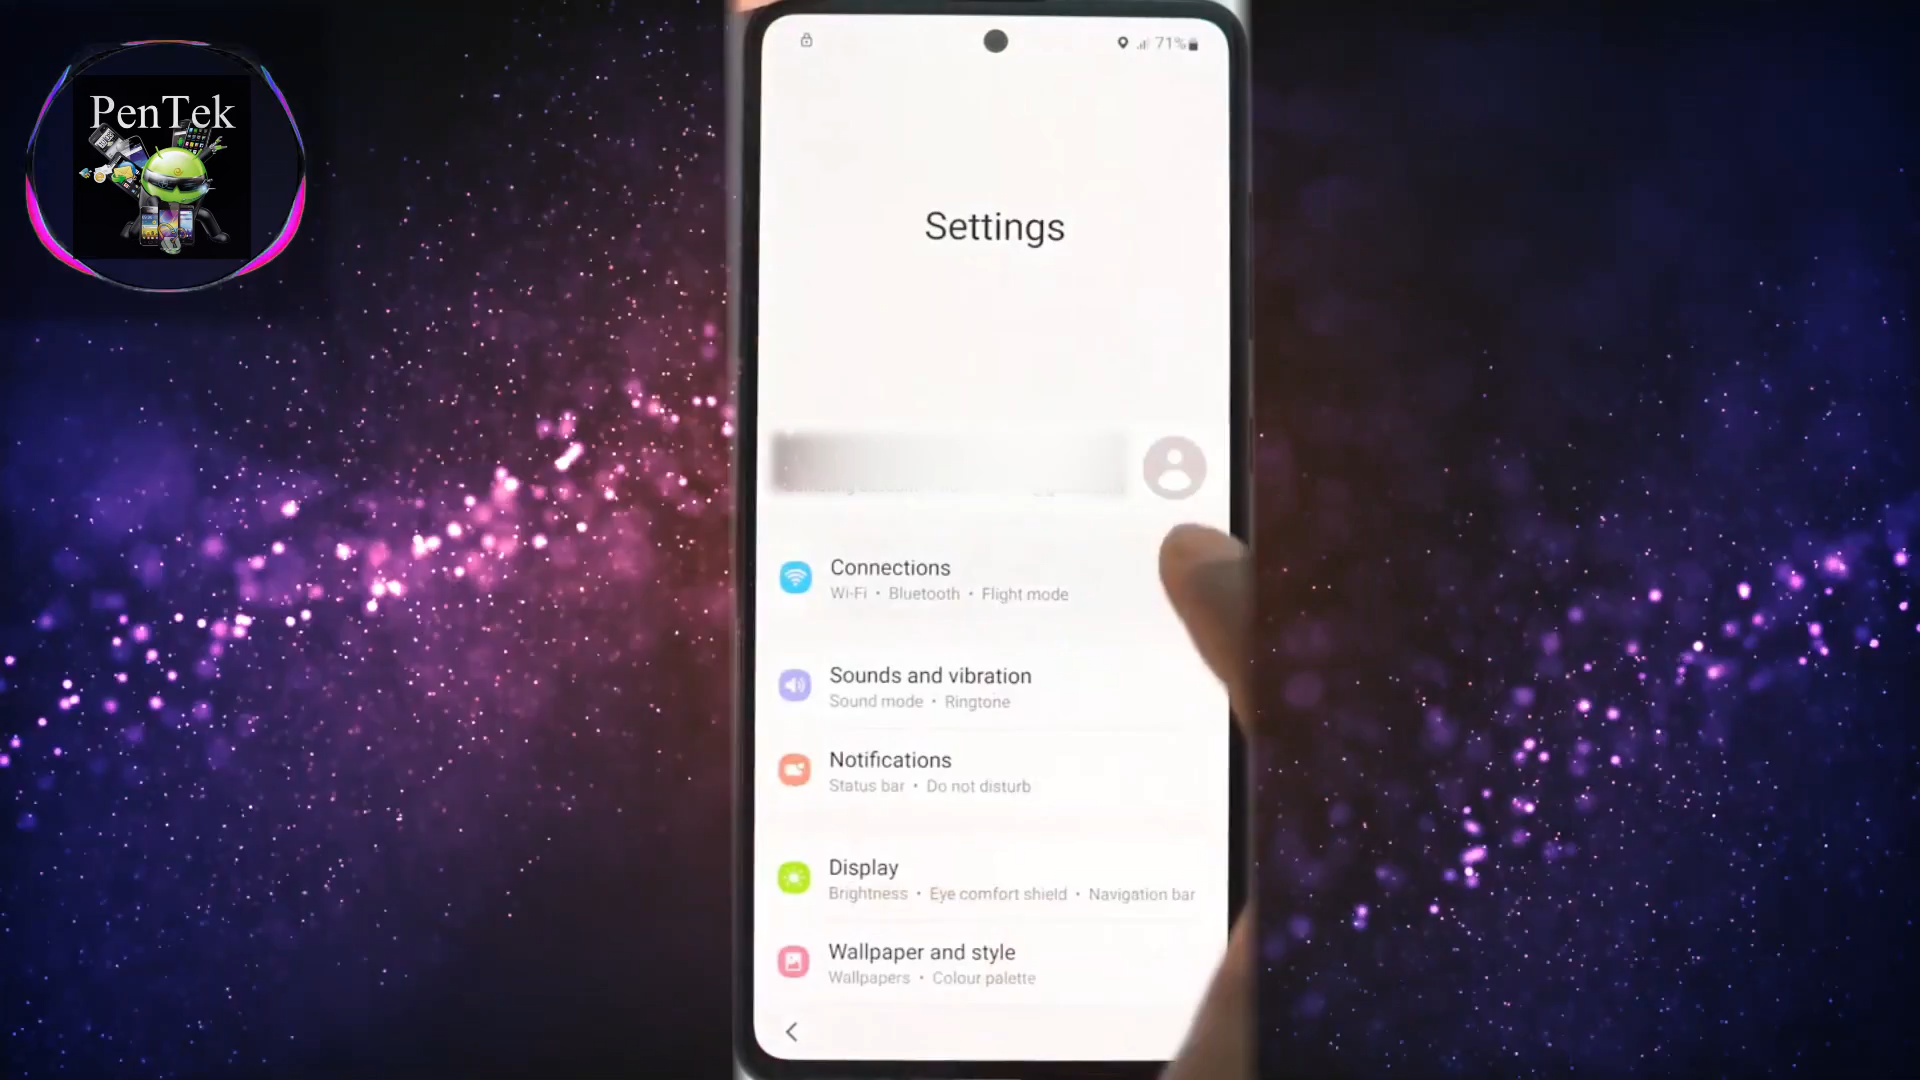 PenTek
71%
Settings
Connections
Wi-Fi • Bluetooth • Flight mode
Sounds and vibration
Sound mode • Ringtone
Notifications
Status bar • Do not disturb
Display
Brightness • Eye comfort shield • Navigation bar
Wallpaper and style
Wallpapers • Colour palette